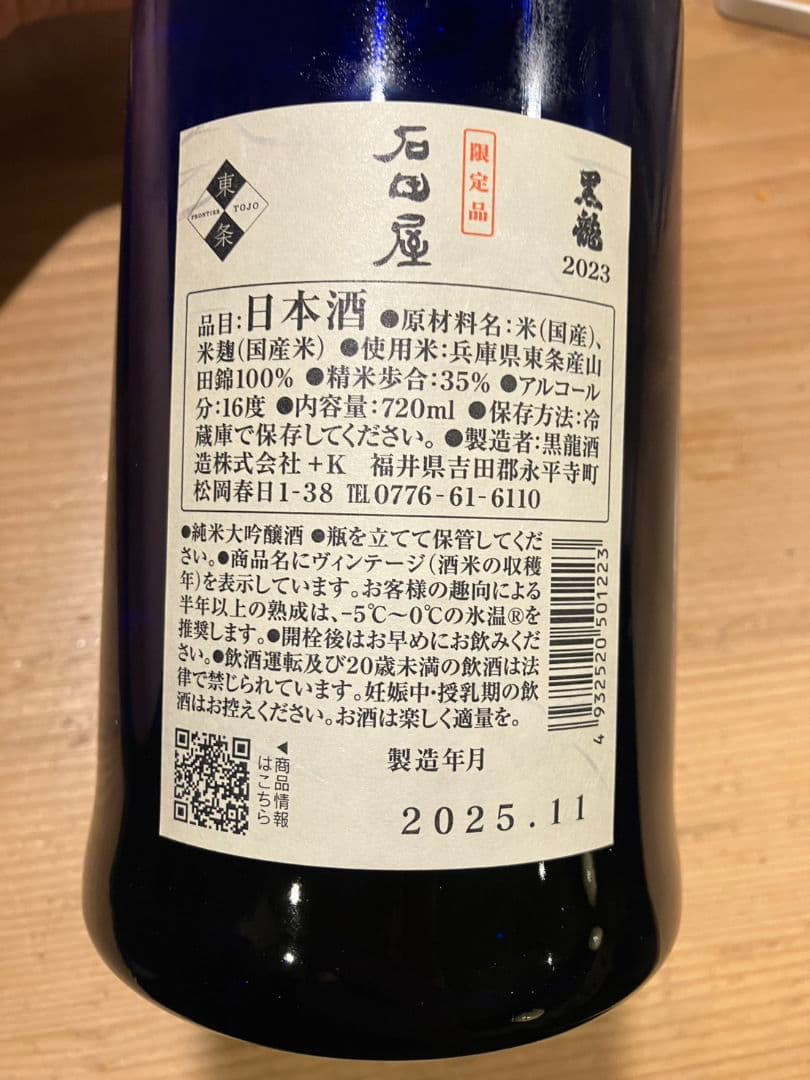 黒龍
2023
限定品
石田屋
東
FRONTIER TOJO
条
品目:日本酒 ●原材料名:米(国産)、
米麹(国産米) ●使用米:兵庫県東条産山
田錦100% ●精米歩合:35% ●アルコール
分:16度 ●内容量:720ml ●保存方法:冷
蔵庫で保存してください。 ●製造者:黒龍酒
造株式会社+K 福井県吉田郡永平寺町
松岡春日1-38 TEL0776-61-6110
●純米大吟醸酒 ●瓶を立てて保管してくだ
さい。●商品名にヴィンテージ(酒米の収穫
年)を表示しています。お客様の趣向による
半年以上の熟成は、-5℃〜0℃の氷温®を
推奨します。●開栓後はお早めにお飲みくだ
さい。●飲酒運転及び20歳未満の飲酒は法
律で禁じられています。妊娠中・授乳期の飲
酒はお控えください。お酒は楽しく適量を。
4 932520 501223
◀商品情報
はこちら
製造年月
2025.11